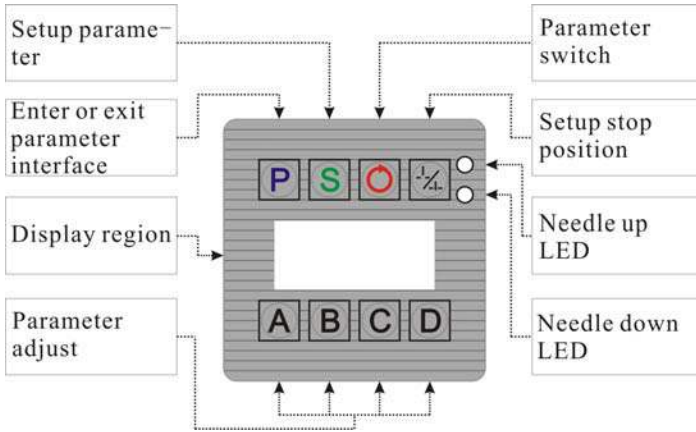 Setup parame-
ter
Enter or exit
parameter
interface
Display region
Parameter
adjust
P S
A B C D
Parameter
switch
Setup stop
position
Needle up
LED
Needle down
LED